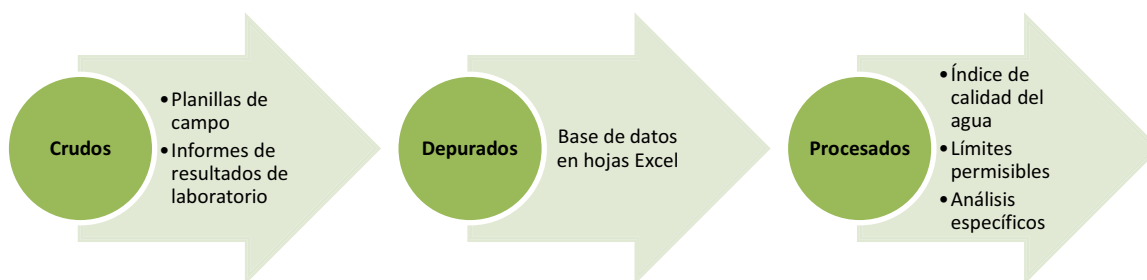 Crudos
•Planillas de
campo
•Informes de
resultados de
laboratorio
Depurados
Base de datos
en hojas Excel
Procesados
•Índice de
calidad del
agua
•Límites
permisibles
•Análisis
específicos